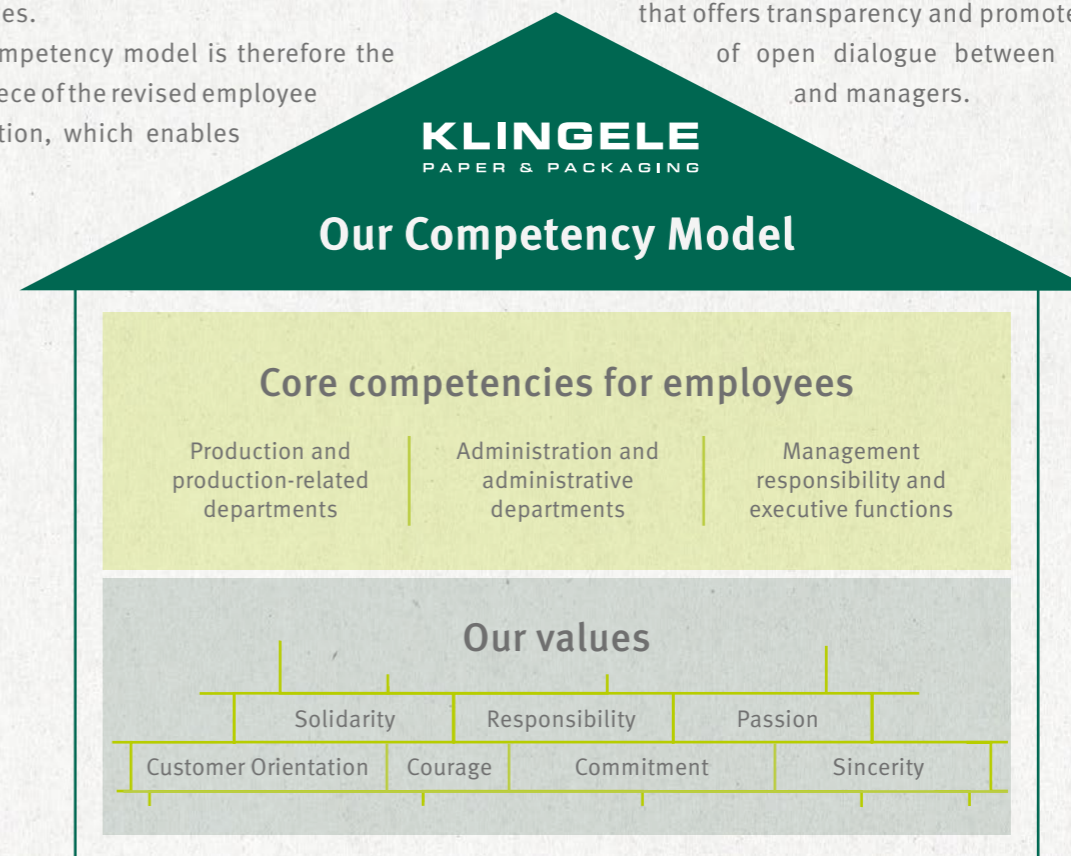 that offers transparency and promote
mpetency model is therefore the
of open dialogue between
and managers.
KLINGELE
PAPER & PACKAGING
Our Competency Model
of the revised employee
tion, which enables
Core competencies for employees
Production and
production-related
departments
Administration and
administrative
departments
Management
responsibility and
executive functions
Our values
Solidarity
Responsibility
Passion
Customer Orientation
Courage
Commitment
Sincerity